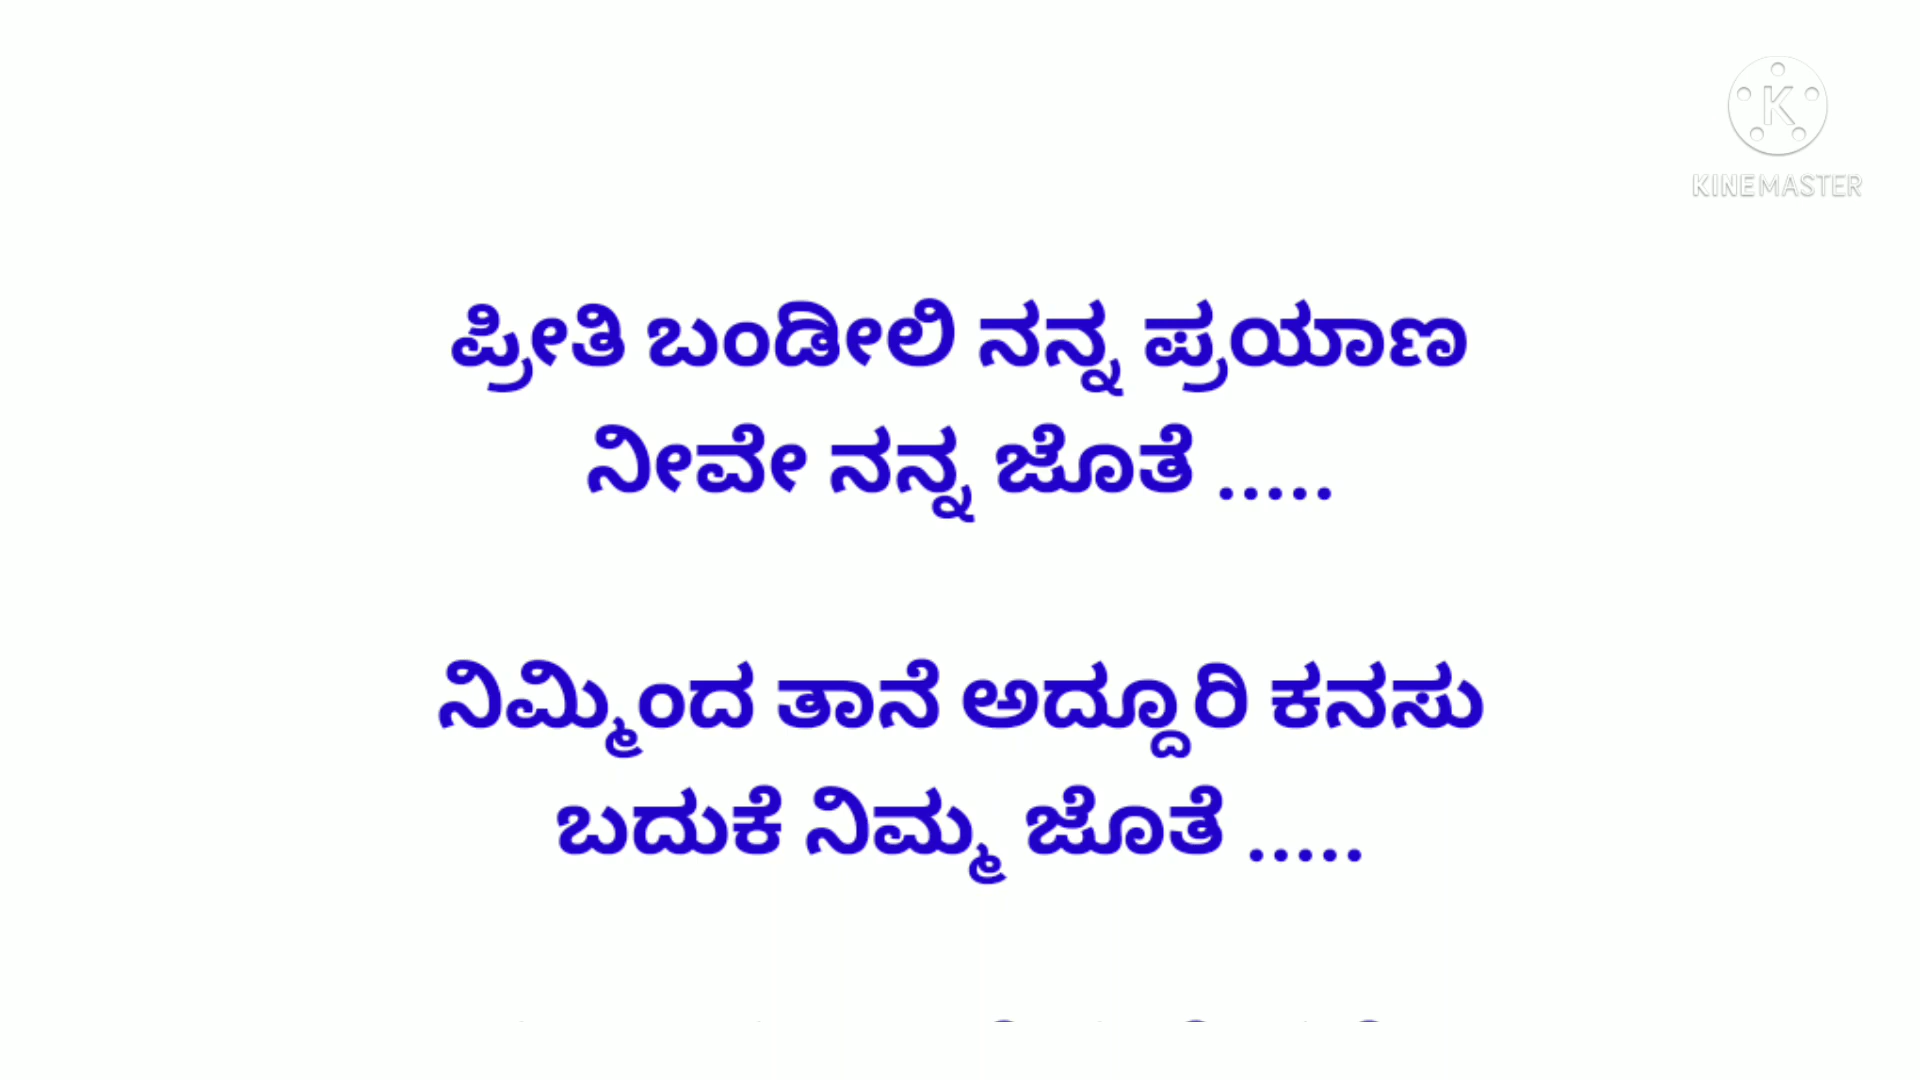 KINEMASTER
ಪ್ರೀತಿ ಬಂಡೀಲಿ ನನ್ನ ಪ್ರಯಾಣ
ನೀವೇ ನನ್ನ ಜೊತೆ .....
ನಿಮ್ಮಿಂದ ತಾನೆ ಅದ್ದೂರಿ ಕನಸು
ಬದುಕೆ ನಿಮ್ಮ ಜೊತೆ .....